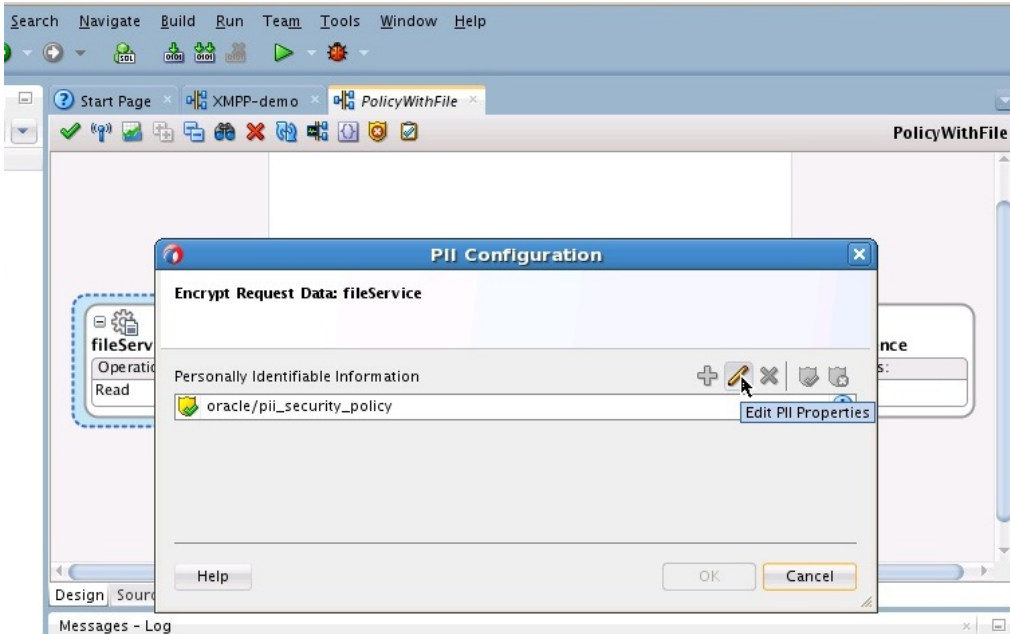 Search Navigate Build Run Team Tools Window Help
Start Page XMPP-demo PolicyWithFile
PolicyWithFile
PII Configuration
Encrypt Request Data: fileService
fileServ
nce
Operatio
s:
Read
Personally Identifiable Information
oracle/pii_security_policy
Edit PII Properties
Help OK Cancel
Design Sour
Messages - Log